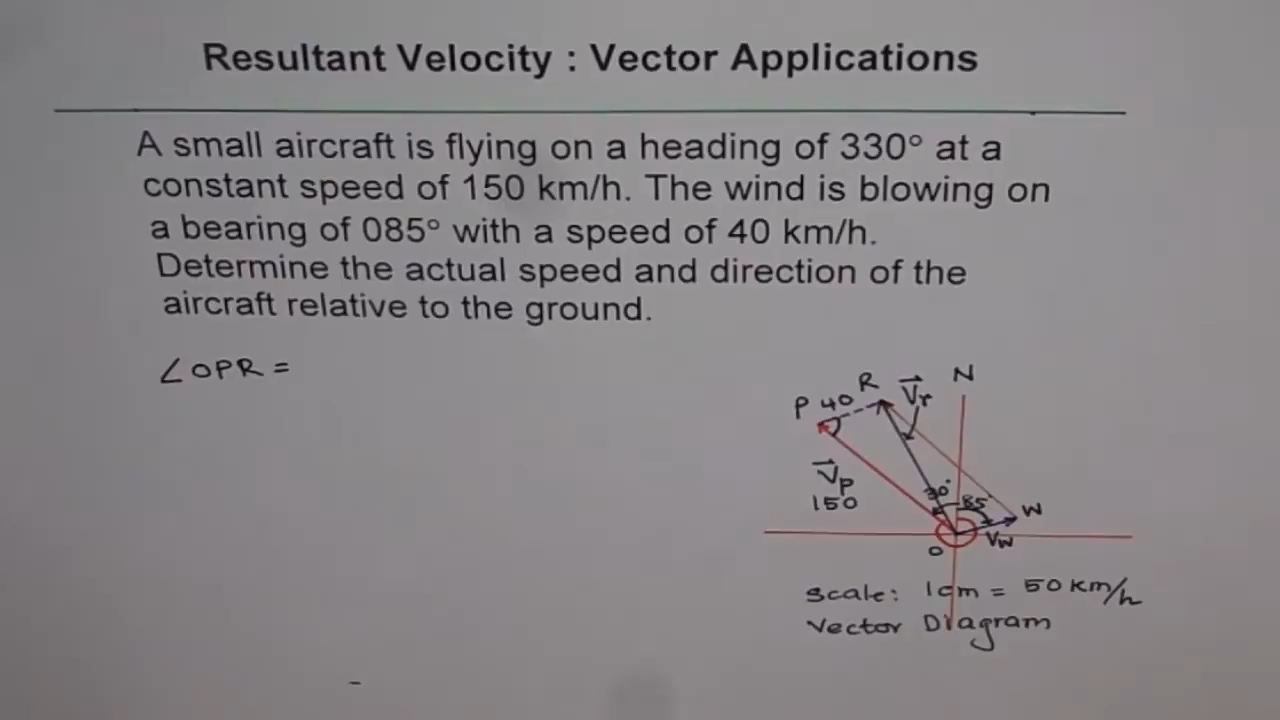 Resultant Velocity : Vector Applications
A small aircraft is flying on a heading of 330° at a
constant speed of 150 km/h. The wind is blowing on
a bearing of 085° with a speed of 40 km/h.
Determine the actual speed and direction of the
aircraft relative to the ground.
∠OPR =
N
R
V⃗r
P 40
V⃗p
150
30°
85°
W
Vw
O
Scale: 1cm = 50 km/h
Vector Diagram